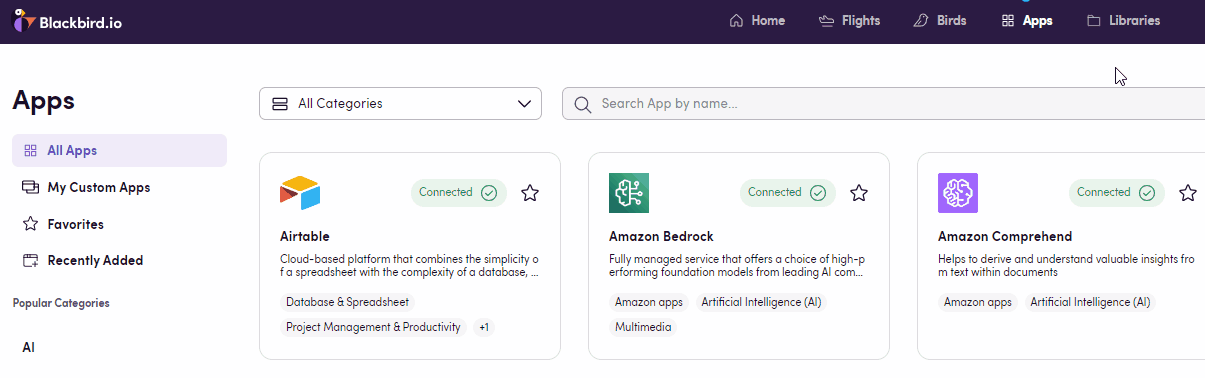 Blackbird.io
Home
Flights
Birds
Apps
Libraries
Apps
All Apps
My Custom Apps
Favorites
Recently Added
Popular Categories
AI
All Categories
Search App by name...
Connected
Airtable
Cloud-based platform that combines the simplicity o
f a spreadsheet with the complexity of a database, ...
Database & Spreadsheet
Project Management & Productivity
+1
Connected
Amazon Bedrock
Fully managed service that offers a choice of high-p
erforming foundation models from leading AI com...
Amazon apps
Artificial Intelligence (AI)
Multimedia
Connected
Amazon Comprehend
Helps to derive and understand valuable insights fro
m text within documents
Amazon apps
Artificial Intelligence (AI)